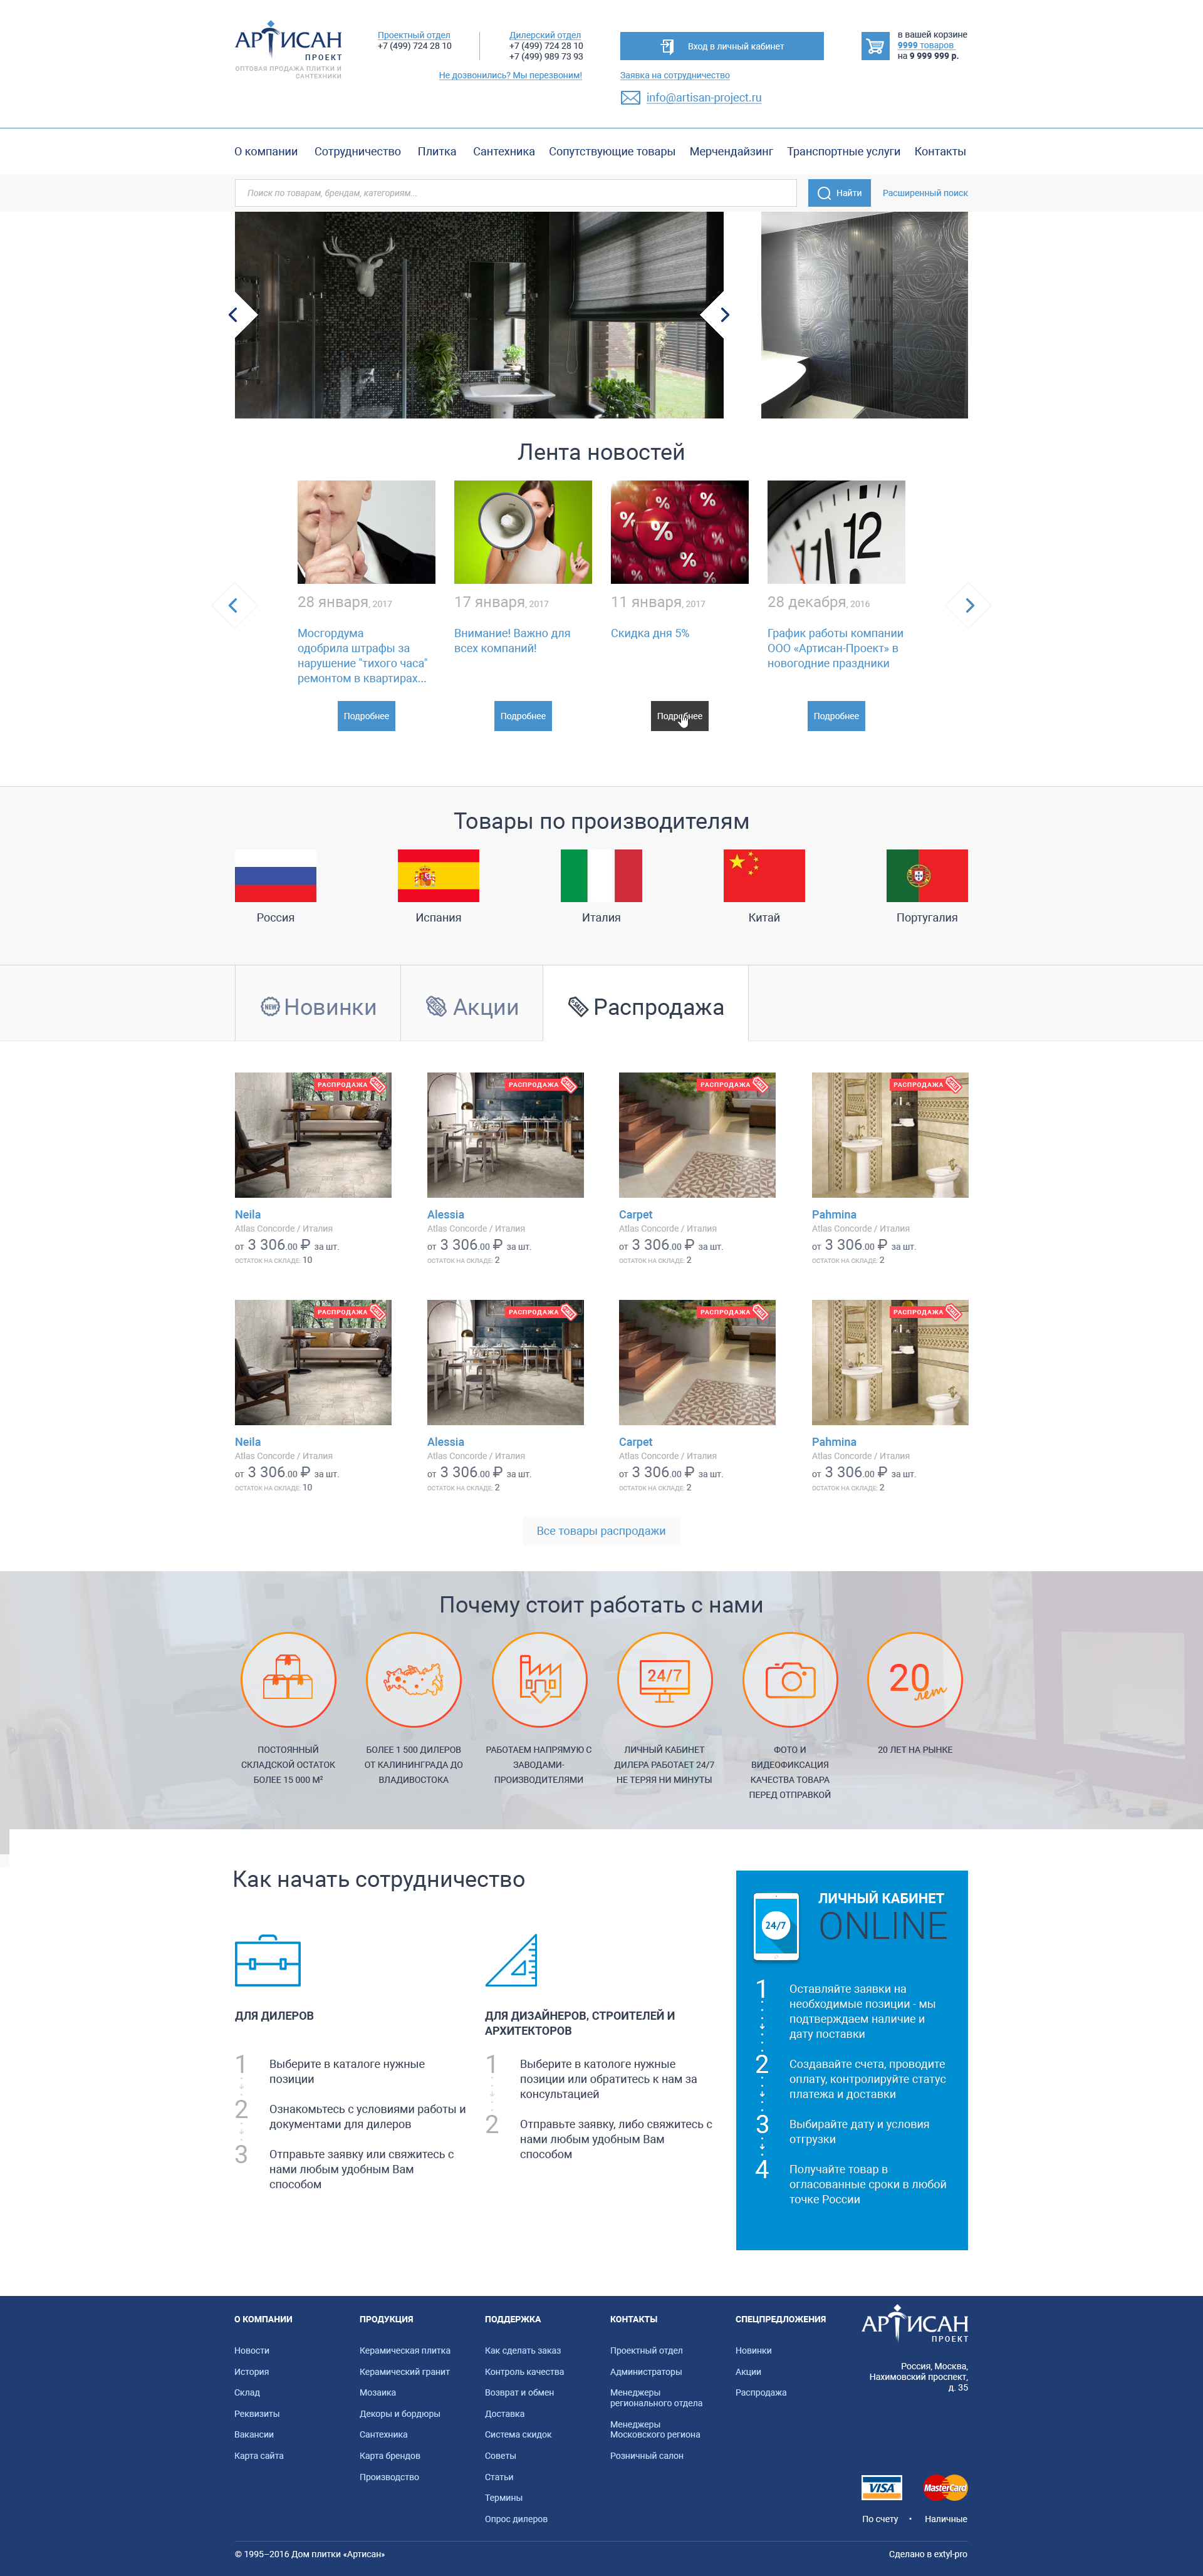 АРТИСАН
ПРОЕКТ
ОПТОВАЯ ПРОДАЖА ПЛИТКИ И
САНТЕХНИКИ
Проектный отдел
+7 (499) 724 28 10
Дилерский отдел
+7 (499) 724 28 10
+7 (499) 989 73 93
Не дозвонились? Мы перезвоним!
Вход в личный кабинет
Заявка на сотрудничество
info@artisan-project.ru
в вашей корзине
9999 товаров
на 9 999 999 р.
О компании Сотрудничество Плитка Сантехника Сопутствующие товары Мерчендайзинг Транспортные услуги Контакты
Поиск по товарам, брендам, категориям...
Найти
Расширенный поиск
Лента новостей
% % %
12
11
28 января, 2017
Мосгордума
одобрила штрафы за
нарушение "тихого часа"
ремонтом в квартирах...
Подробнее
17 января, 2017
Внимание! Важно для
всех компаний!
Подробнее
11 января, 2017
Скидка дня 5%
Подробнее
28 декабря, 2016
График работы компании
ООО «Артисан-Проект» в
новогодние праздники
Подробнее
Товары по производителям
Россия Испания Италия Китай Португалия
NEW Новинки
Акции
Распродажа
РАСПРОДАЖА
Neila
Atlas Concorde / Италия
от 3 306.00 ₽ за шт.
ОСТАТОК НА СКЛАДЕ: 10
РАСПРОДАЖА
Alessia
Atlas Concorde / Италия
от 3 306.00 ₽ за шт.
ОСТАТОК НА СКЛАДЕ: 2
РАСПРОДАЖА
Carpet
Atlas Concorde / Италия
от 3 306.00 ₽ за шт.
ОСТАТОК НА СКЛАДЕ: 2
РАСПРОДАЖА
Pahmina
Atlas Concorde / Италия
от 3 306.00 ₽ за шт.
ОСТАТОК НА СКЛАДЕ: 2
РАСПРОДАЖА
Neila
Atlas Concorde / Италия
от 3 306.00 ₽ за шт.
ОСТАТОК НА СКЛАДЕ: 10
РАСПРОДАЖА
Alessia
Atlas Concorde / Италия
от 3 306.00 ₽ за шт.
ОСТАТОК НА СКЛАДЕ: 2
РАСПРОДАЖА
Carpet
Atlas Concorde / Италия
от 3 306.00 ₽ за шт.
ОСТАТОК НА СКЛАДЕ: 2
РАСПРОДАЖА
Pahmina
Atlas Concorde / Италия
от 3 306.00 ₽ за шт.
ОСТАТОК НА СКЛАДЕ: 2
Все товары распродажи
Почему стоит работать с нами
ПОСТОЯННЫЙ
СКЛАДСКОЙ ОСТАТОК
БОЛЕЕ 15 000 М²
БОЛЕЕ 1 500 ДИЛЕРОВ
ОТ КАЛИНИНГРАДА ДО
ВЛАДИВОСТОКА
РАБОТАЕМ НАПРЯМУЮ С
ЗАВОДАМИ-
ПРОИЗВОДИТЕЛЯМИ
24/7
ЛИЧНЫЙ КАБИНЕТ
ДИЛЕРА РАБОТАЕТ 24/7
НЕ ТЕРЯЯ НИ МИНУТЫ
ФОТО И
ВИДЕОФИКСАЦИЯ
КАЧЕСТВА ТОВАРА
ПЕРЕД ОТПРАВКОЙ
20 лет
20 ЛЕТ НА РЫНКЕ
Как начать сотрудничество
ДЛЯ ДИЛЕРОВ
1 Выберите в каталоге нужные
позиции
2 Ознакомьтесь с условиями работы и
документами для дилеров
3 Отправьте заявку или свяжитесь с
нами любым удобным Вам
способом
ДЛЯ ДИЗАЙНЕРОВ, СТРОИТЕЛЕЙ И
АРХИТЕКТОРОВ
1 Выберите в катологе нужные
позиции или обратитесь к нам за
консультацией
2 Отправьте заявку, либо свяжитесь с
нами любым удобным Вам
способом
24/7
ЛИЧНЫЙ КАБИНЕТ
ONLINE
1 Оставляйте заявки на
необходимые позиции - мы
подтверждаем наличие и
дату поставки
2 Создавайте счета, проводите
оплату, контролируйте статус
платежа и доставки
3 Выбирайте дату и условия
отгрузки
4 Получайте товар в
огласованные сроки в любой
точке России
О КОМПАНИИ
Новости
История
Склад
Реквизиты
Вакансии
Карта сайта
ПРОДУКЦИЯ
Керамическая плитка
Керамический гранит
Мозаика
Декоры и бордюры
Сантехника
Карта брендов
Производство
ПОДДЕРЖКА
Как сделать заказ
Контроль качества
Возврат и обмен
Доставка
Система скидок
Советы
Статьи
Термины
Опрос дилеров
КОНТАКТЫ
Проектный отдел
Администраторы
Менеджеры
регионального отдела
Менеджеры
Московского региона
Розничный салон
СПЕЦПРЕДЛОЖЕНИЯ
Новинки
Акции
Распродажа
АРТИСАН
ПРОЕКТ
Россия, Москва,
Нахимовский проспект,
д. 35
VISA MasterCard
По счету • Наличные
© 1995–2016 Дом плитки «Артисан»
Сделано в extyl-pro